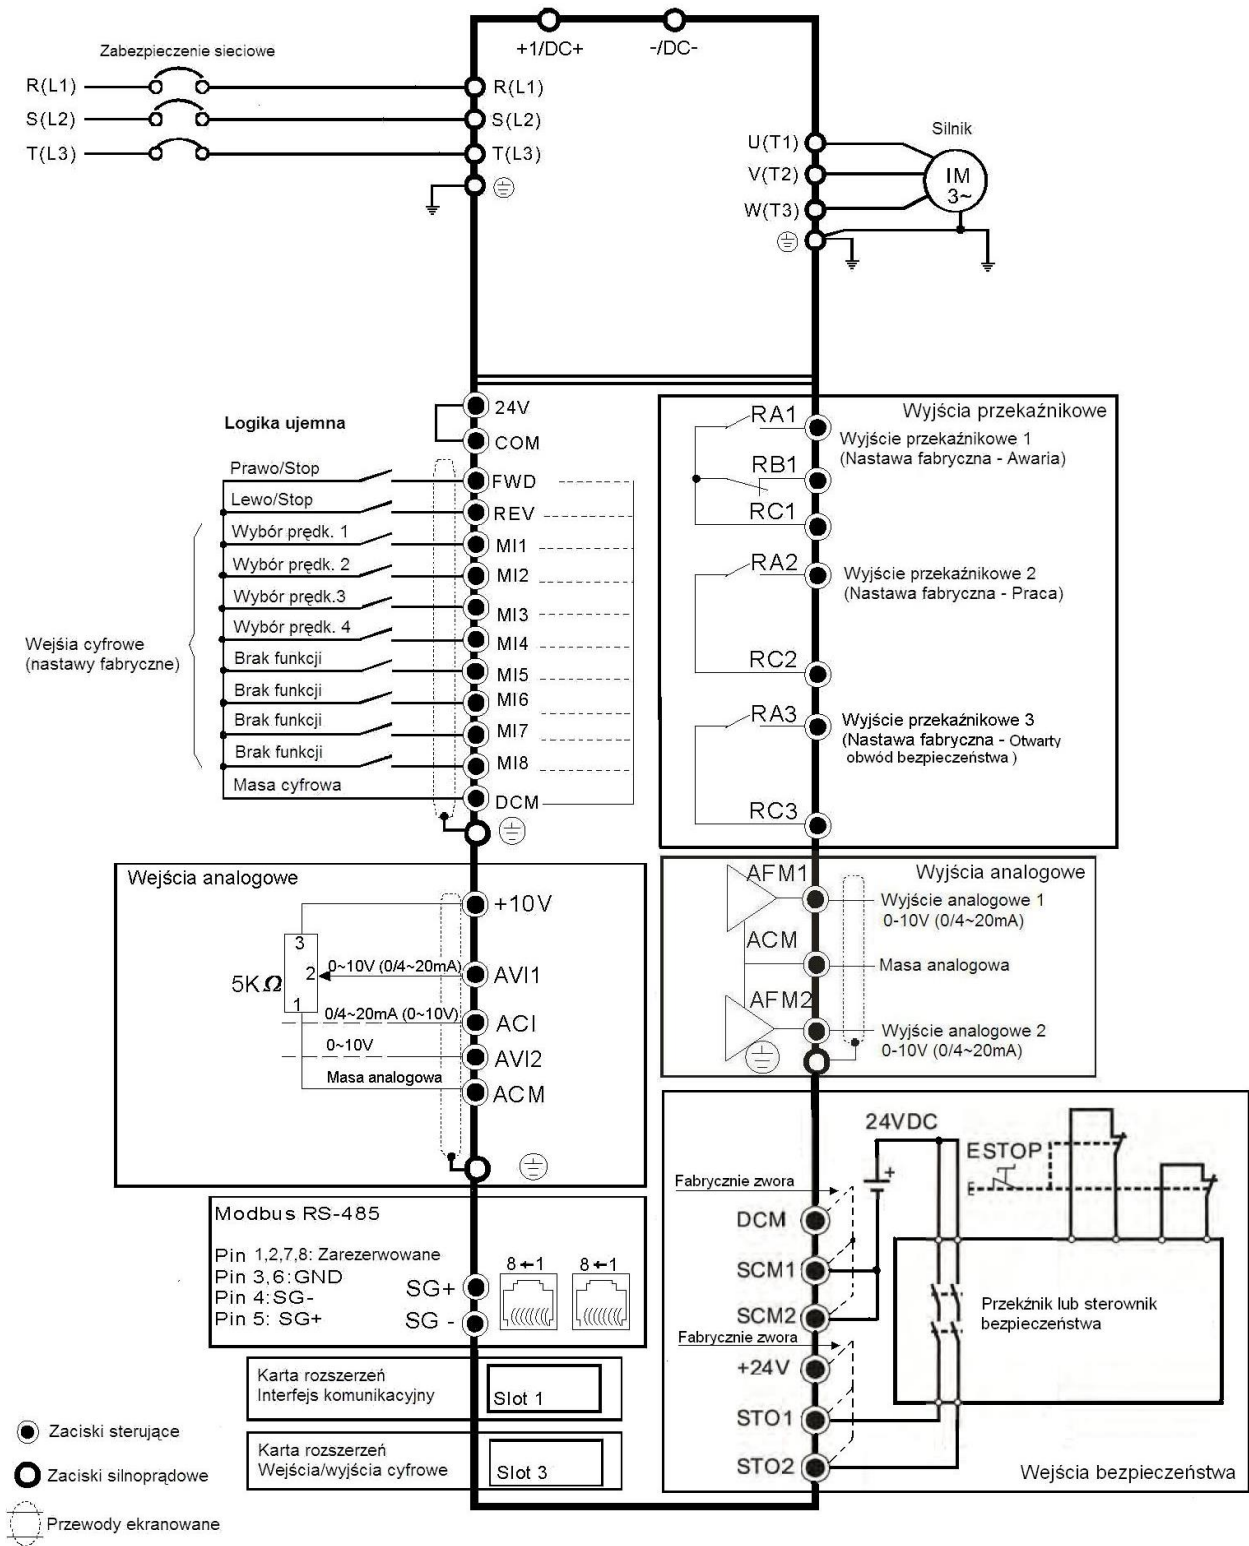 +1/DC+
-/DC-
Zabezpieczenie sieciowe
R(L1)
R(L1)
S(L2)
S(L2)
T(L3)
T(L3)
Silnik
U(T1)
V(T2)
W(T3)
IM
3~
Logika ujemna
24V
COM
Prawo/Stop
FWD
Lewo/Stop
REV
Wybór prędk. 1
MI1
Wybór prędk. 2
MI2
Wybór prędk.3
MI3
Wybór prędk. 4
MI4
Brak funkcji
MI5
Brak funkcji
MI6
Brak funkcji
MI7
Brak funkcji
MI8
Masa cyfrowa
DCM
Wejśia cyfrowe
(nastawy fabryczne)
Wyjścia przekaźnikowe
RA1
Wyjście przekaźnikowe 1
(Nastawa fabryczna - Awaria)
RB1
RC1
RA2
Wyjście przekaźnikowe 2
(Nastawa fabryczna - Praca)
RC2
RA3
Wyjście przekaźnikowe 3
(Nastawa fabryczna - Otwarty
obwód bezpieczeństwa )
RC3
Wejścia analogowe
+10V
3
2
1
5KΩ
0~10V (0/4~20mA)
AVI1
0/4~20mA (0~10V)
ACI
0~10V
AVI2
Masa analogowa
ACM
Wyjścia analogowe
AFM1
Wyjście analogowe 1
0-10V (0/4~20mA)
ACM
Masa analogowa
AFM2
Wyjście analogowe 2
0-10V (0/4~20mA)
Modbus RS-485
Pin 1,2,7,8: Zarezerwowane
Pin 3,6:GND
Pin 4:SG-
Pin 5: SG+
SG+
SG -
8←1
8←1
Karta rozszerzeń
Interfejs komunikacyjny
Slot 1
Karta rozszerzeń
Wejścia/wyjścia cyfrowe
Slot 3
24VDC
+
ESTOP
Fabrycznie zwora
DCM
SCM1
SCM2
Fabrycznie zwora
+24V
STO1
STO2
Przekźnik lub sterownik
bezpieczeństwa
Wejścia bezpieczeństwa
Zaciski sterujące
Zaciski silnoprądowe
Przewody ekranowane